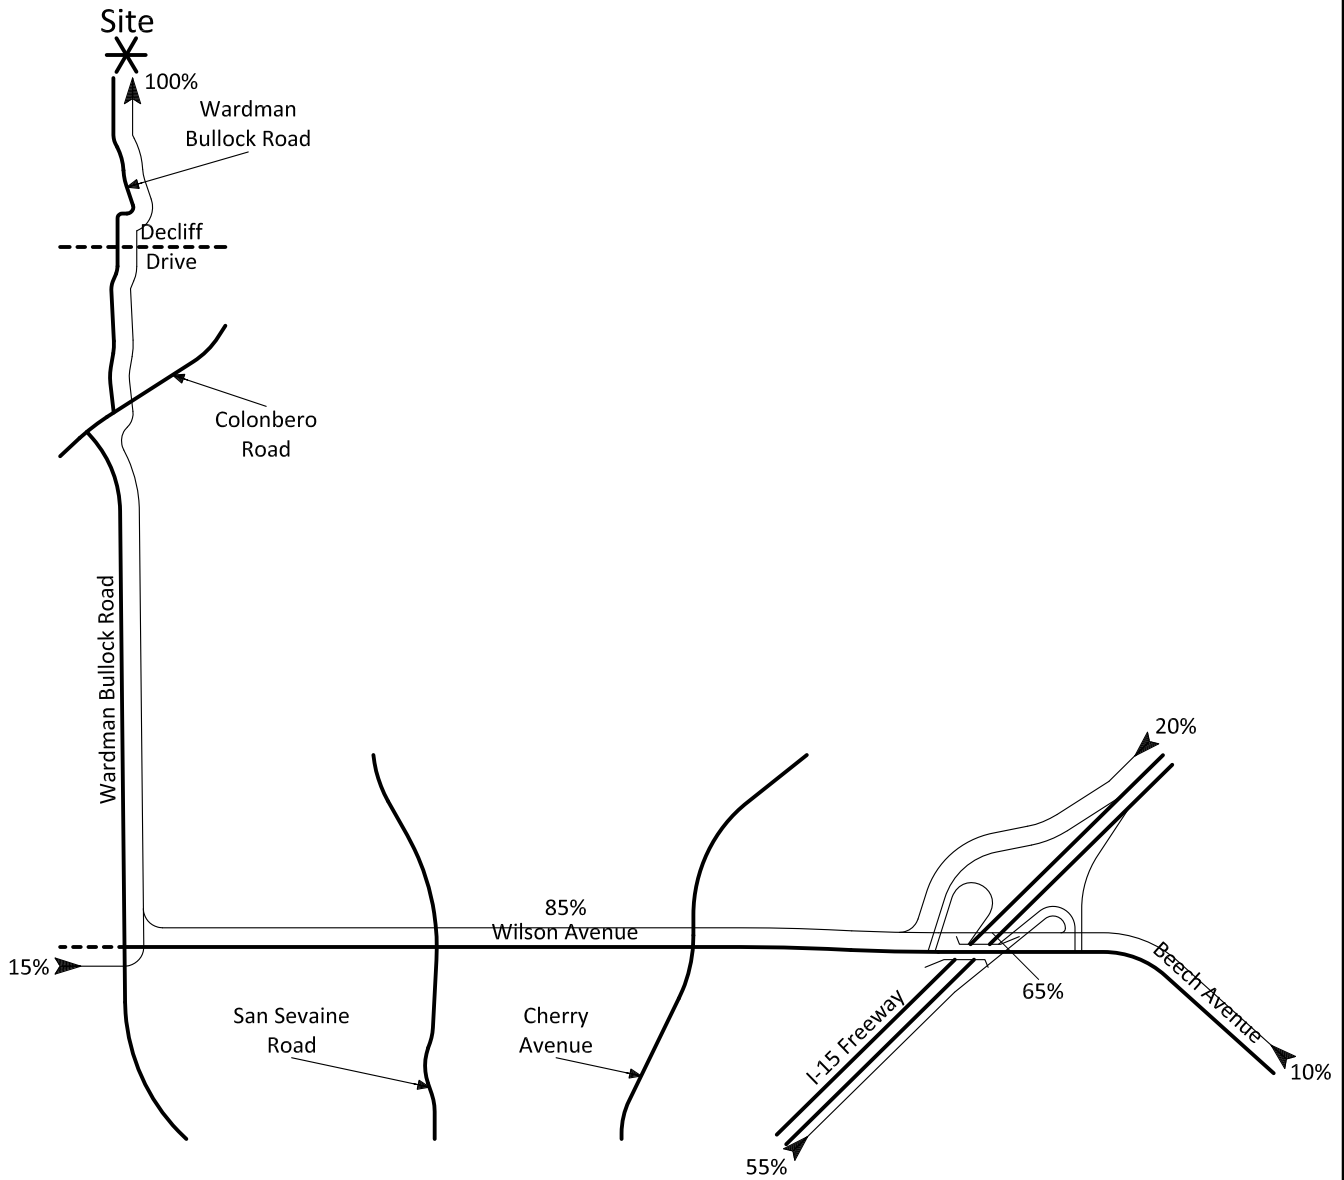 Site
100%
Wardman
Bullock Road
Decliff
Drive
Colonbero
Road
Wardman Bullock Road
20%
85%
Wilson Avenue
15%
Beech Avenue
65%
San Sevaine
Road
Cherry
Avenue
I-15 Freeway
10%
55%